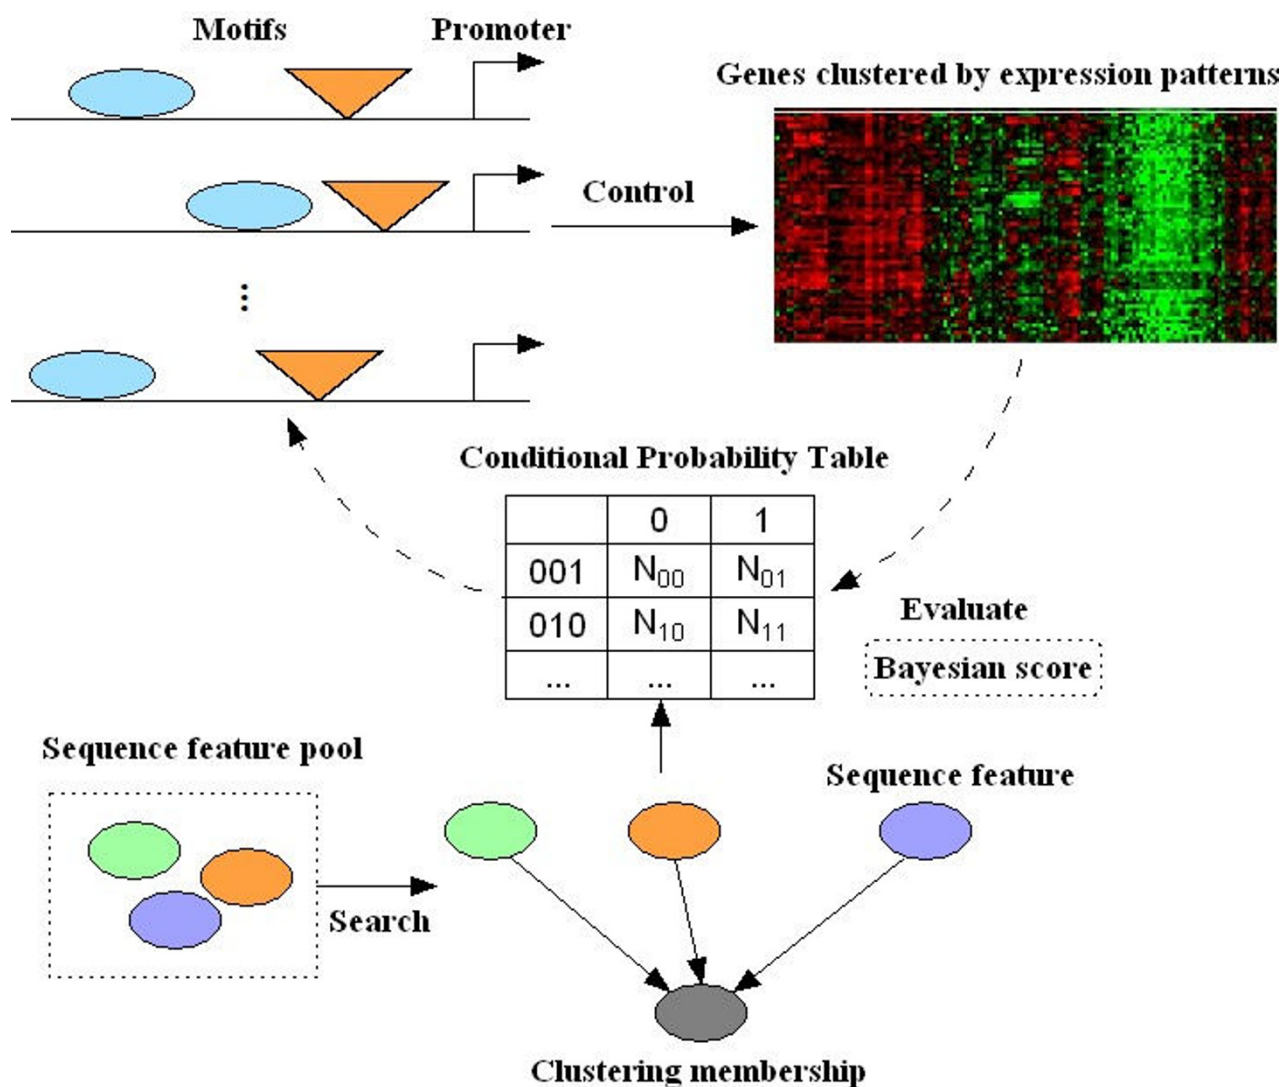 Motifs
Promoter
Genes clustered by expression patterns
Control
...
Conditional Probability Table
0 1
001 N₀₀ N₀₁
010 N₁₀ N₁₁
... ... ...
Evaluate
Bayesian score
Sequence feature pool
Sequence feature
Search
Clustering membership